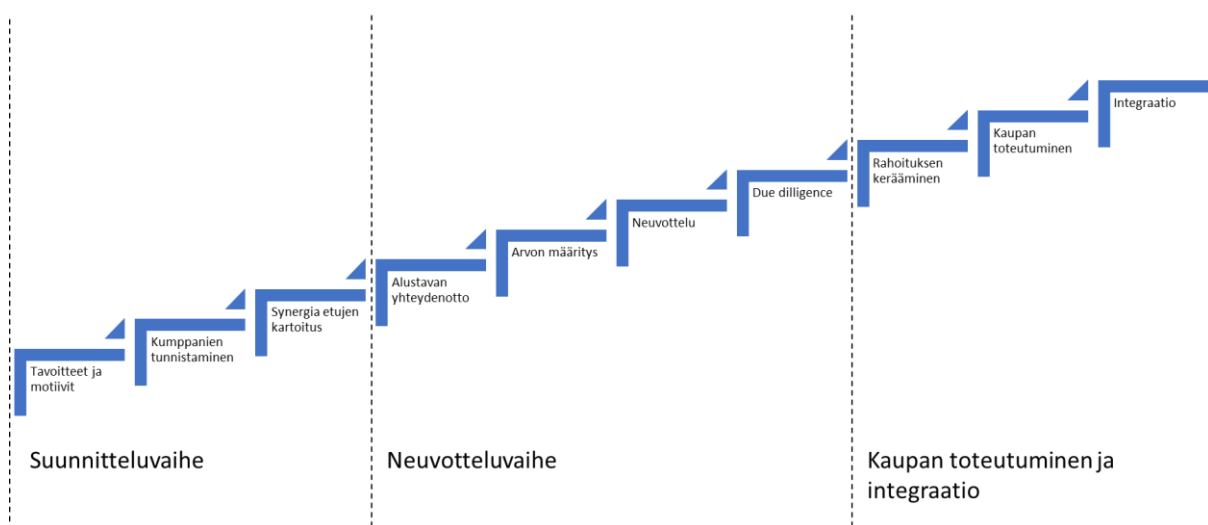 Tavoitteet ja
motiivit
Kumppanien
tunnistaminen
Synergia etujen
kartoitus
Alustavan
yhteydenotto
Arvon määritys
Neuvottelu
Due dilligence
Rahoituksen
kerääminen
Kaupan
toteutuminen
Integraatio
Suunnitteluvaihe
Neuvotteluvaihe
Kaupan toteutuminen ja
integraatio